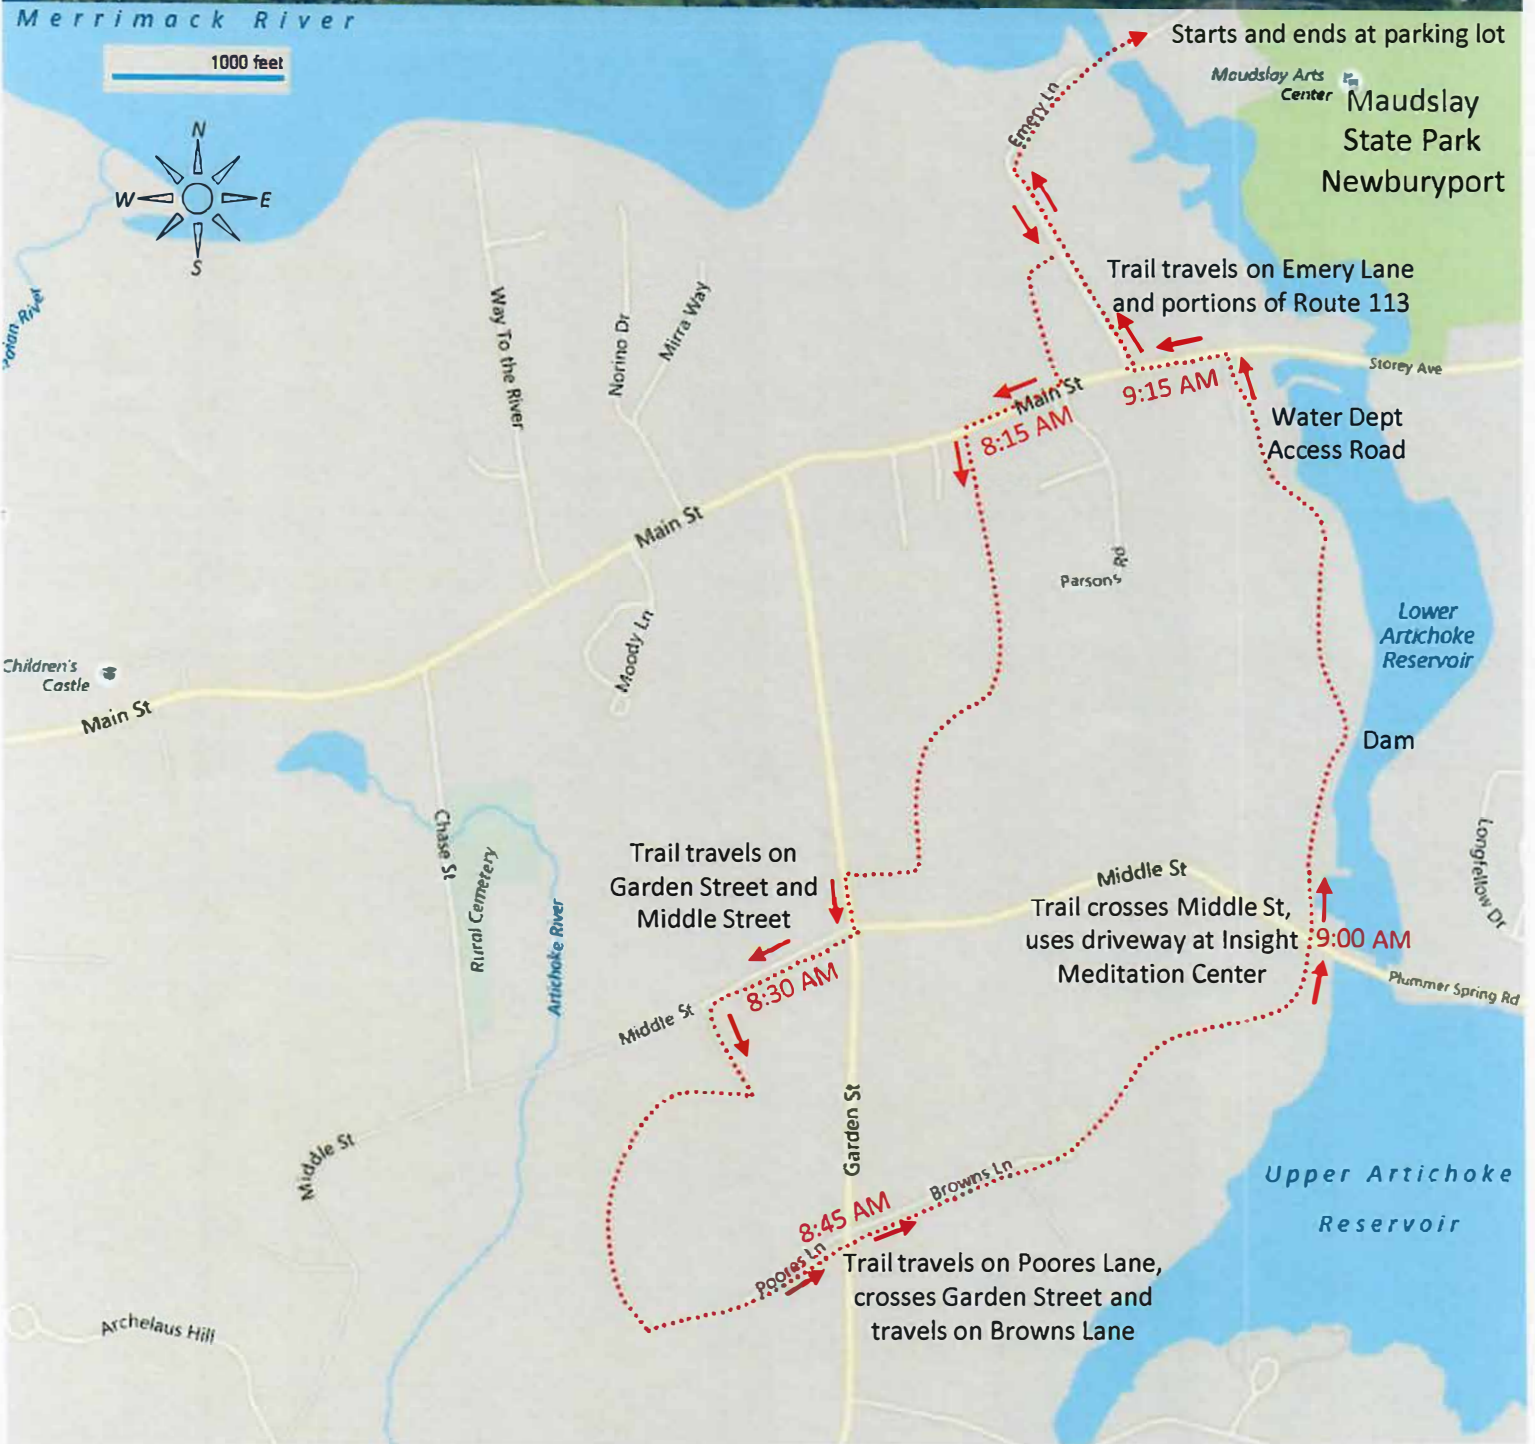 Merrimack River
Starts and ends at parking lot
1000 feet
Maudslay Arts
Center
Maudslay
State Park
Newburyport
Emery Ln
N
W
E
S
Trail travels on Emery Lane
and portions of Route 113
River
Way To the River
Norino Dr
Mirra Way
Storey Ave
9:15 AM
Main St
8:15 AM
Water Dept
Access Road
Main St
Parsons Rd
Lower
Artichoke
Reservoir
Moody Ln
Children's
Castle
Main St
Dam
Chase St
Rural Cemetery
Artichoke River
Longfellow Dr
Trail travels on
Garden Street and
Middle Street
Middle St
Trail crosses Middle St,
uses driveway at Insight
Meditation Center
9:00 AM
8:30 AM
Plummer Spring Rd
Middle St
Garden St
Middle St
Browns Ln
Upper Artichoke
Reservoir
8:45 AM
Poores Ln
Trail travels on Poores Lane,
crosses Garden Street and
travels on Browns Lane
Archelaus Hill